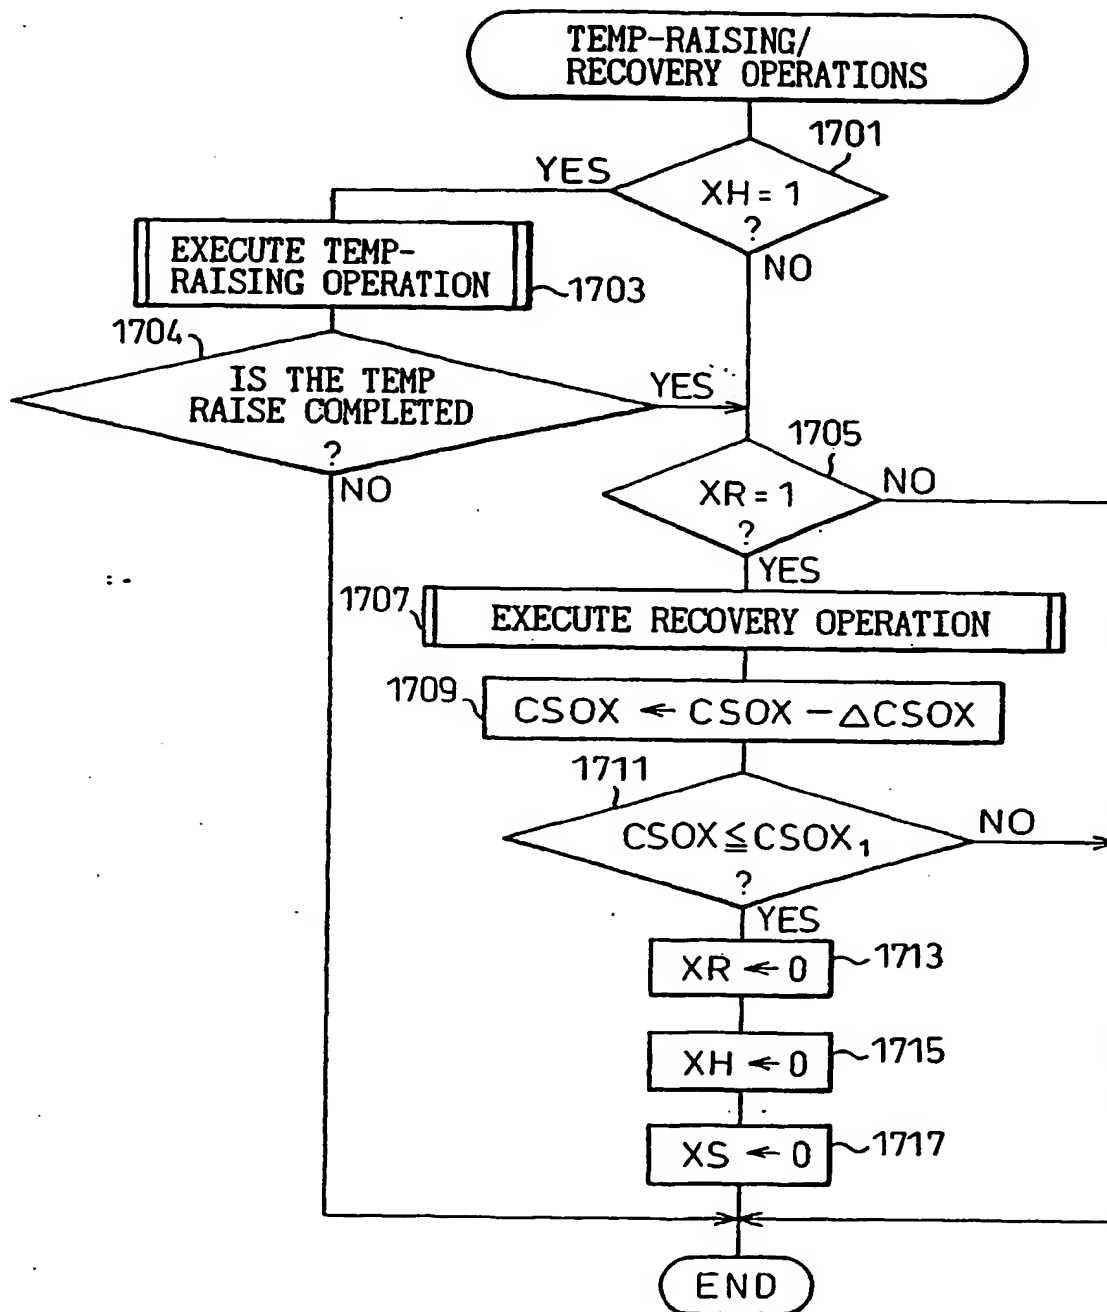 TEMP-RAISING/
RECOVERY OPERATIONS
1701
YES
XH = 1
?
NO
EXECUTE TEMP-
RAISING OPERATION
1703
1704
IS THE TEMP
RAISE COMPLETED
?
YES
NO
1705
XR = 1
?
NO
YES
1707
EXECUTE RECOVERY OPERATION
1709
CSOX ← CSOX − △CSOX
1711
CSOX ≦ CSOX₁
?
NO
YES
XR ← 0
1713
XH ← 0
1715
XS ← 0
1717
END